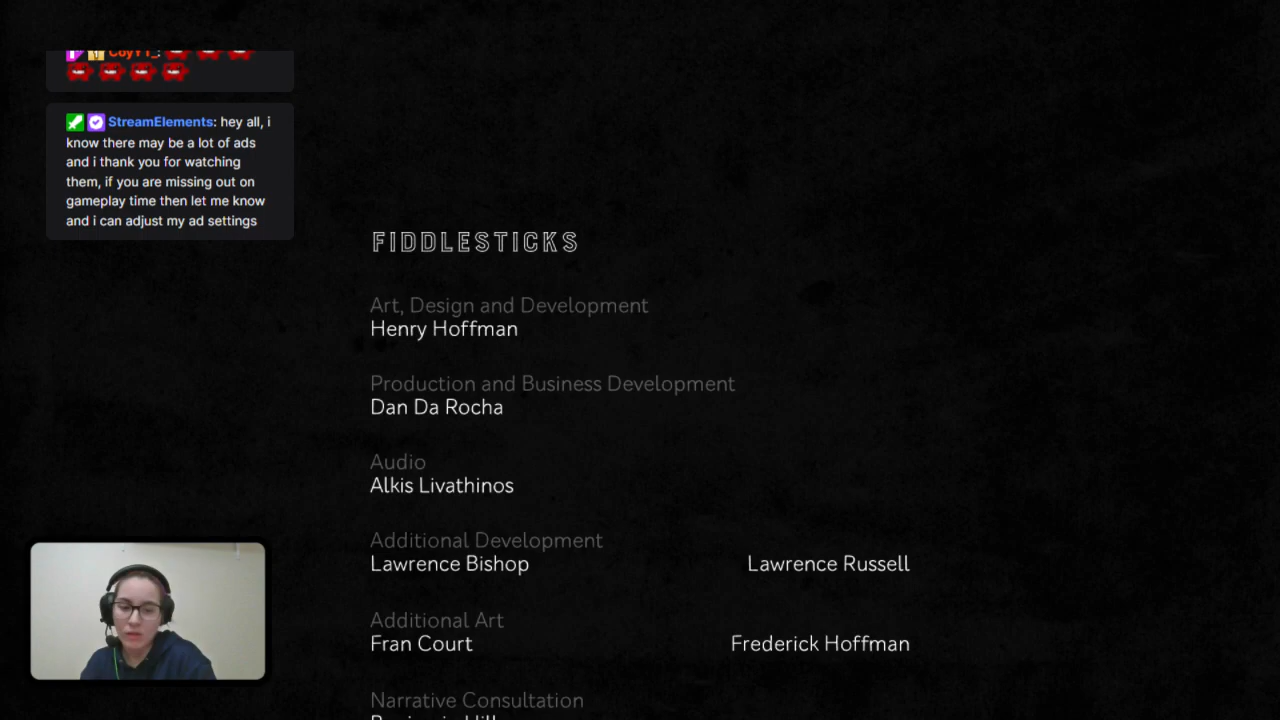 CoyYT_:
StreamElements: hey all, i
know there may be a lot of ads
and i thank you for watching
them, if you are missing out on
gameplay time then let me know
and i can adjust my ad settings
FIDDLESTICKS
Art, Design and Development
Henry Hoffman
Production and Business Development
Dan Da Rocha
Audio
Alkis Livathinos
Additional Development
Lawrence Bishop Lawrence Russell
Additional Art
Fran Court Frederick Hoffman
Narrative Consultation